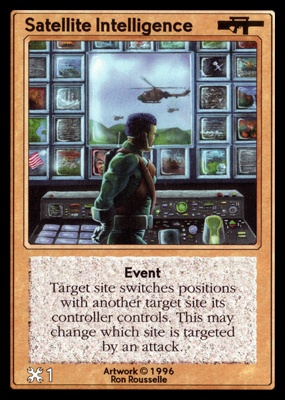 Satellite Intelligence
Event
Target site switches positions
with another target site its
controller controls. This may
change which site is targeted
by an attack.
1
Artwork © 1996
Ron Rousselle